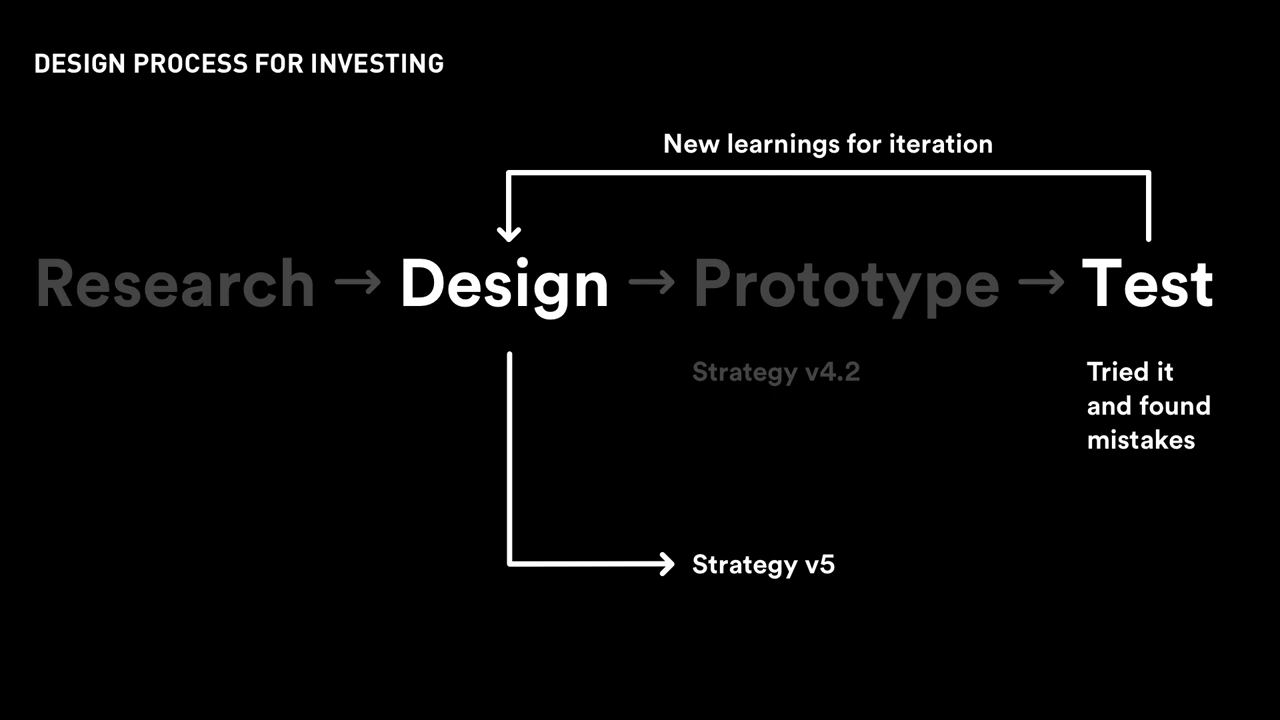 DESIGN PROCESS FOR INVESTING
New learnings for iteration
Research → Design → Prototype → Test
Strategy v4.2
Tried it
and found
mistakes
Strategy v5